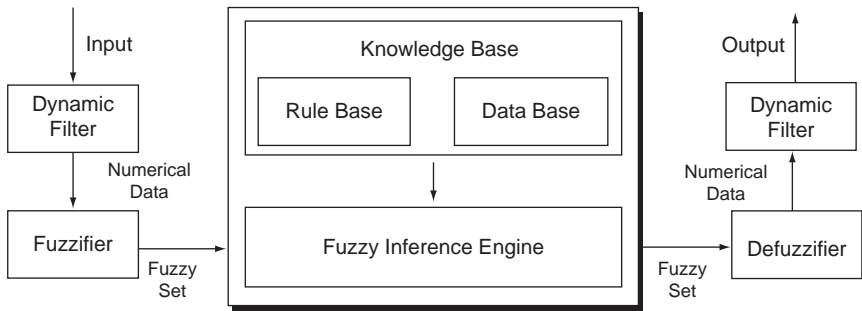 Input
Dynamic
Filter
Numerical
Data
Fuzzifier
Fuzzy
Set
Knowledge Base
Rule Base
Data Base
Fuzzy Inference Engine
Fuzzy
Set
Defuzzifier
Numerical
Data
Dynamic
Filter
Output